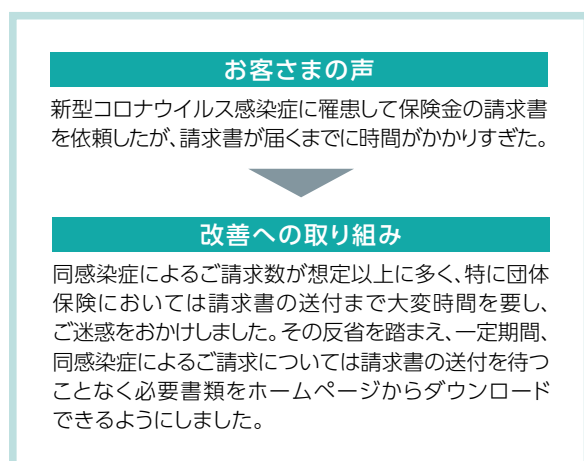 お客さまの声
新型コロナウイルス感染症に罹患して保険金の請求書
を依頼したが、請求書が届くまでに時間がかかりすぎた。
改善への取り組み
同感染症によるご請求数が想定以上に多く、特に団体
保険においては請求書の送付まで大変時間を要し、
ご迷惑をおかけしました。その反省を踏まえ、一定期間、
同感染症によるご請求については請求書の送付を待つ
ことなく必要書類をホームページからダウンロード
できるようにしました。